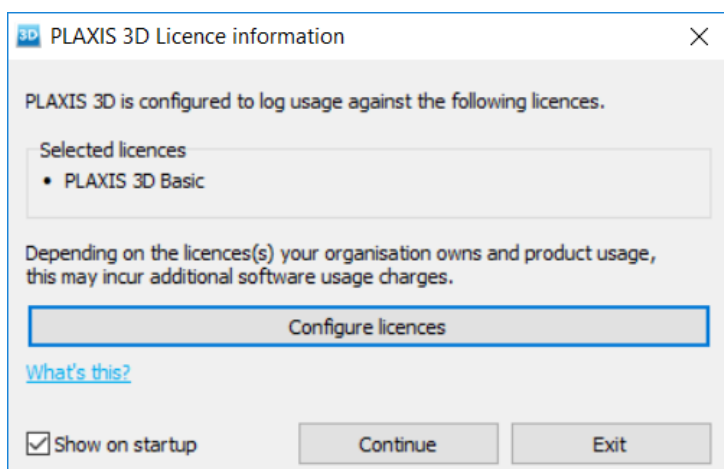 3D PLAXIS 3D Licence information
PLAXIS 3D is configured to log usage against the following licences.
Selected licences
• PLAXIS 3D Basic
Depending on the licences(s) your organisation owns and product usage,
this may incur additional software usage charges.
Configure licences
What's this?
Show on startup
Continue
Exit